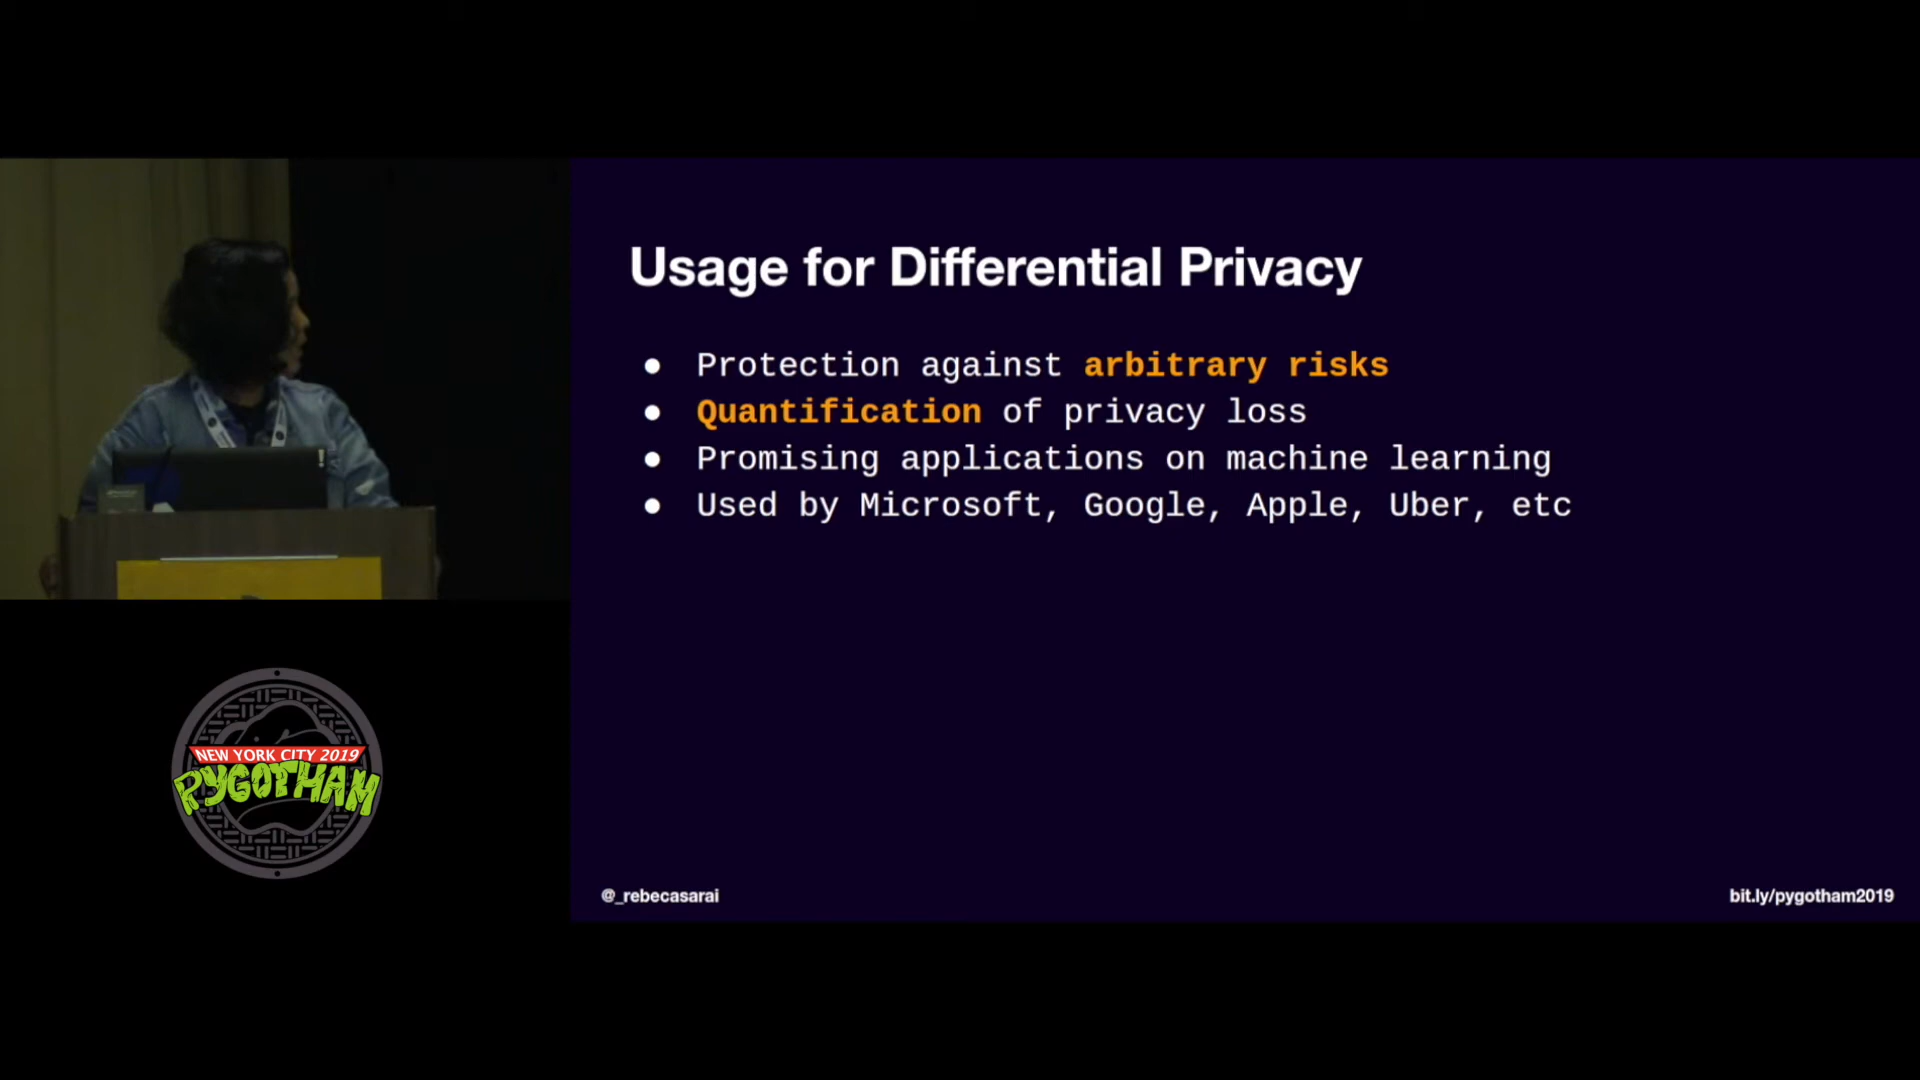 Usage for Differential Privacy
● Protection against arbitrary risks
● Quantification of privacy loss
● Promising applications on machine learning
● Used by Microsoft, Google, Apple, Uber, etc
NEW YORK CITY 2019
PYGOTHAM
@_rebecasarai
bit.ly/pygotham2019